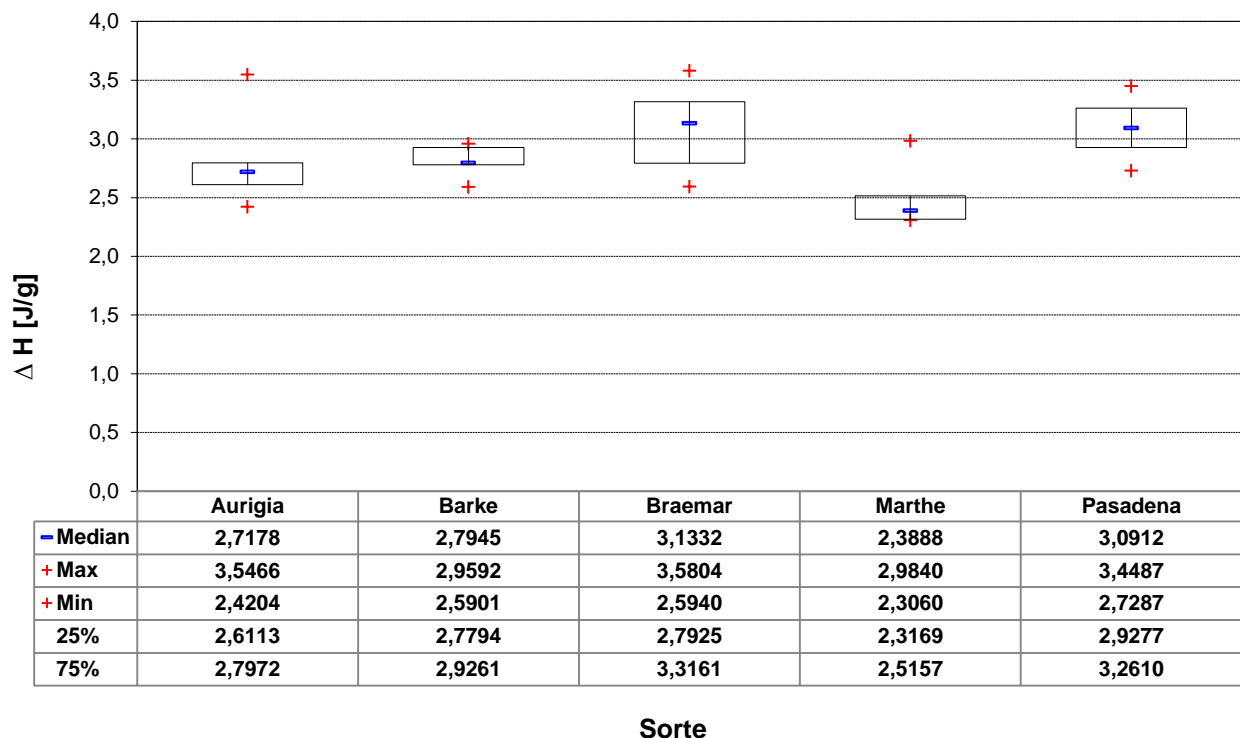 4,0
3,5
3,0
2,5
2,0
1,5
1,0
0,5
0,0
Δ H [J/g]
Aurigia Barke Braemar Marthe Pasadena
Median 2,7178 2,7945 3,1332 2,3888 3,0912
Max 3,5466 2,9592 3,5804 2,9840 3,4487
Min 2,4204 2,5901 2,5940 2,3060 2,7287
25% 2,6113 2,7794 2,7925 2,3169 2,9277
75% 2,7972 2,9261 3,3161 2,5157 3,2610
Sorte